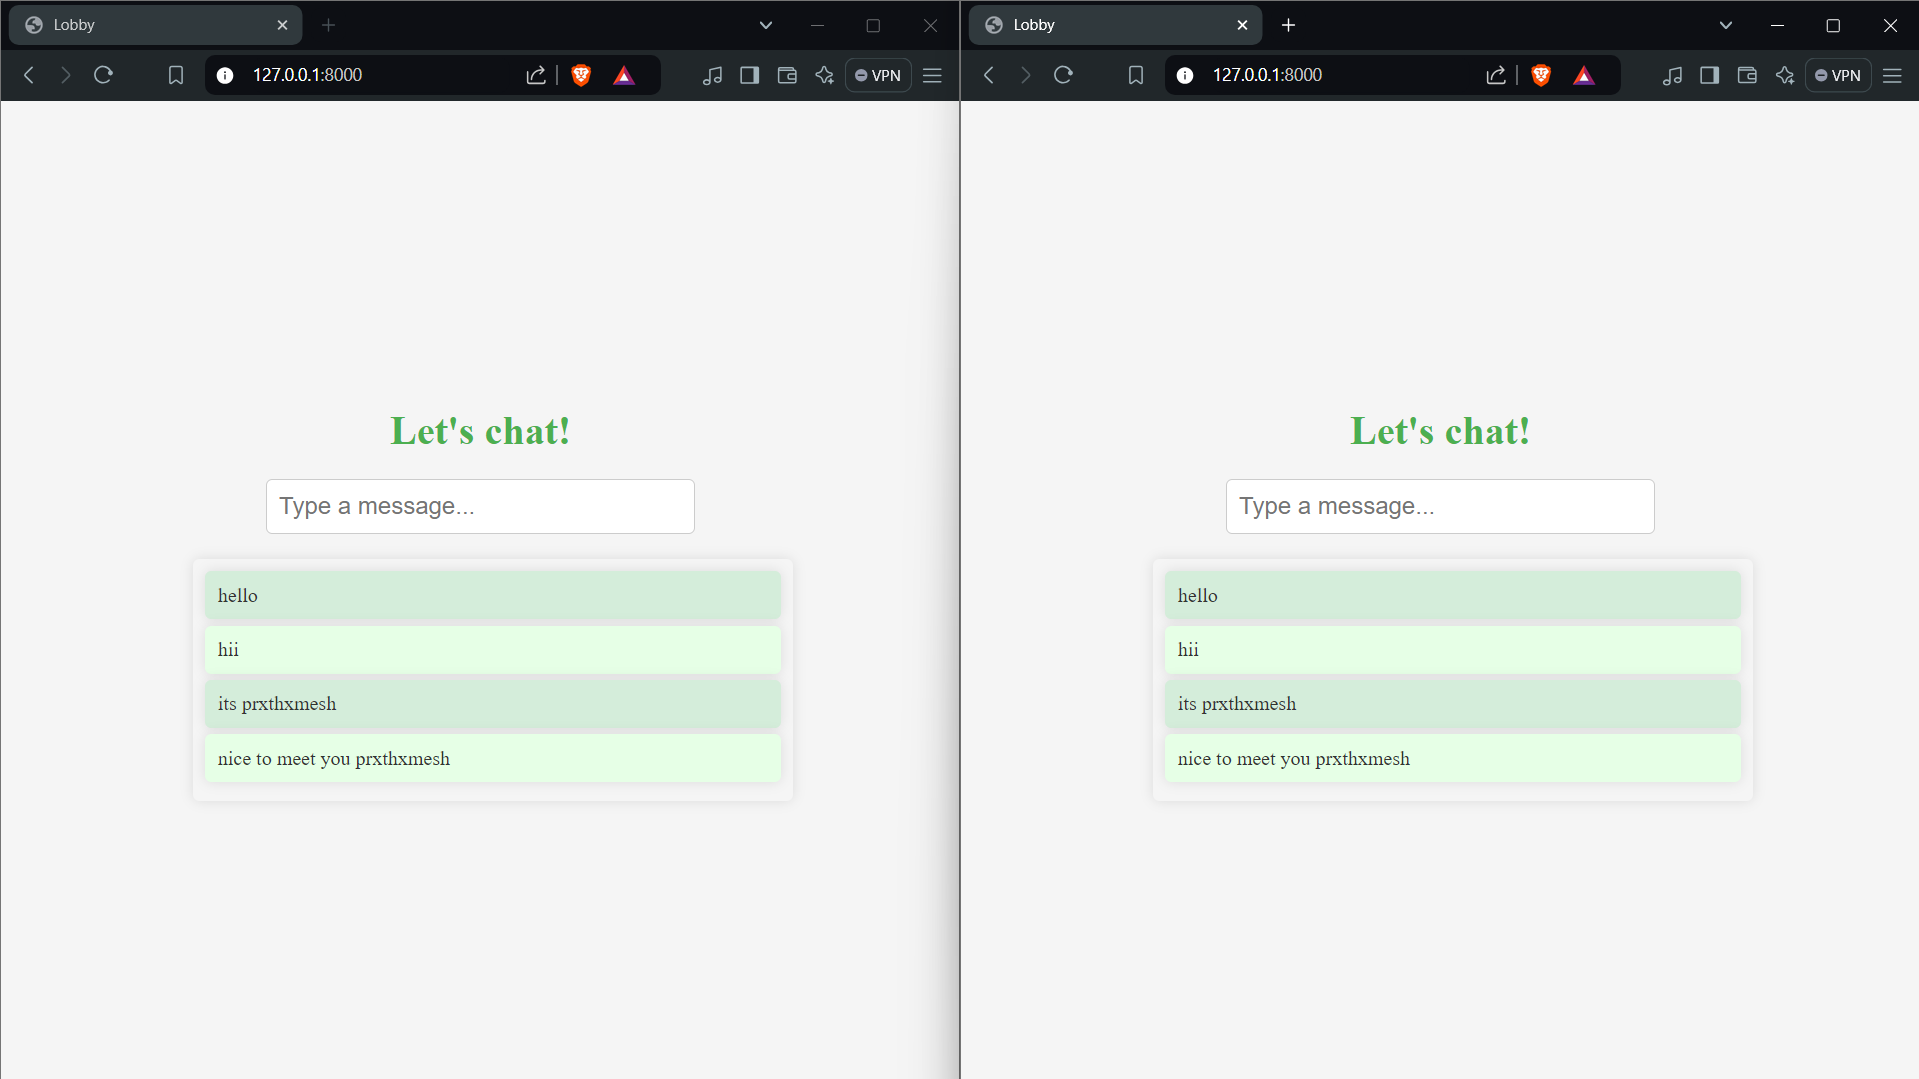 Lobby
127.0.0.1:8000
VPN
Let's chat!
Type a message...
hello
hii
its prxthxmesh
nice to meet you prxthxmesh
Lobby
127.0.0.1:8000
VPN
Let's chat!
Type a message...
hello
hii
its prxthxmesh
nice to meet you prxthxmesh